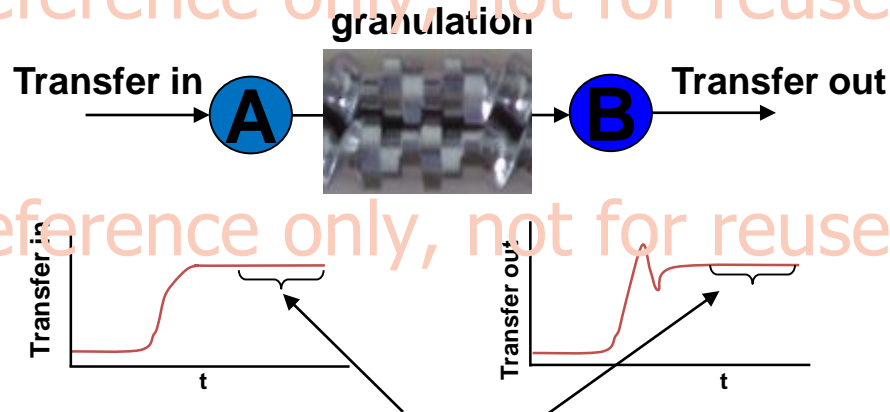 eference only, not for reuse
granulation
Transfer in
A
B
Transfer out
eference only, not for reuse
Transfer in
t
Transfer out
t